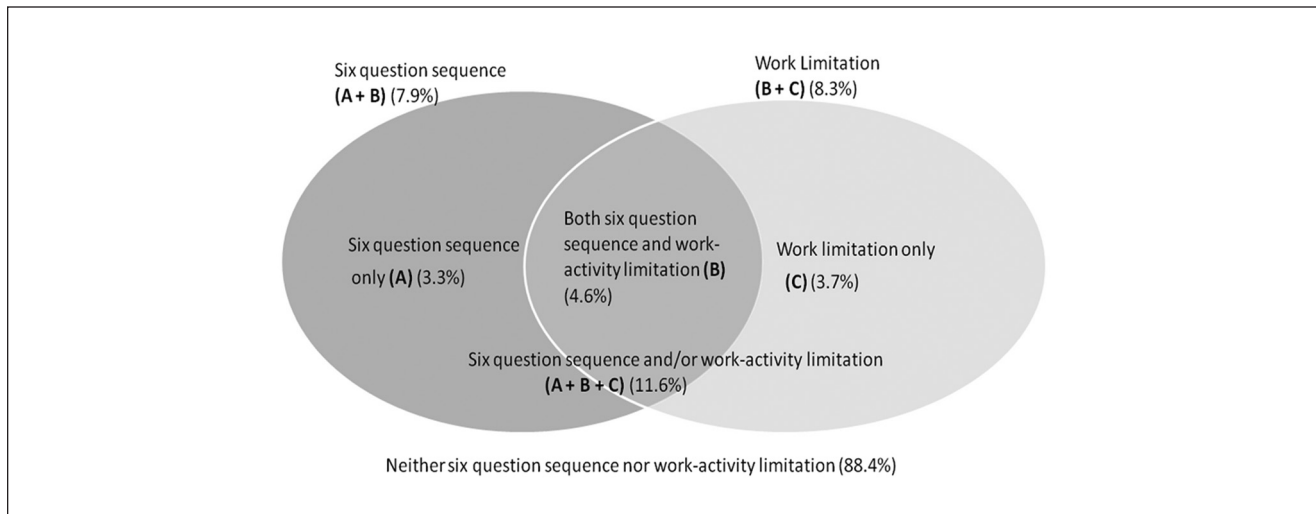 Six question sequence
(A + B) (7.9%)
Work Limitation
(B + C) (8.3%)
Six question sequence
only (A) (3.3%)
Both six question
sequence and work-
activity limitation (B)
(4.6%)
Work limitation only
(C) (3.7%)
Six question sequence and/or work-activity limitation
(A + B + C) (11.6%)
Neither six question sequence nor work-activity limitation (88.4%)